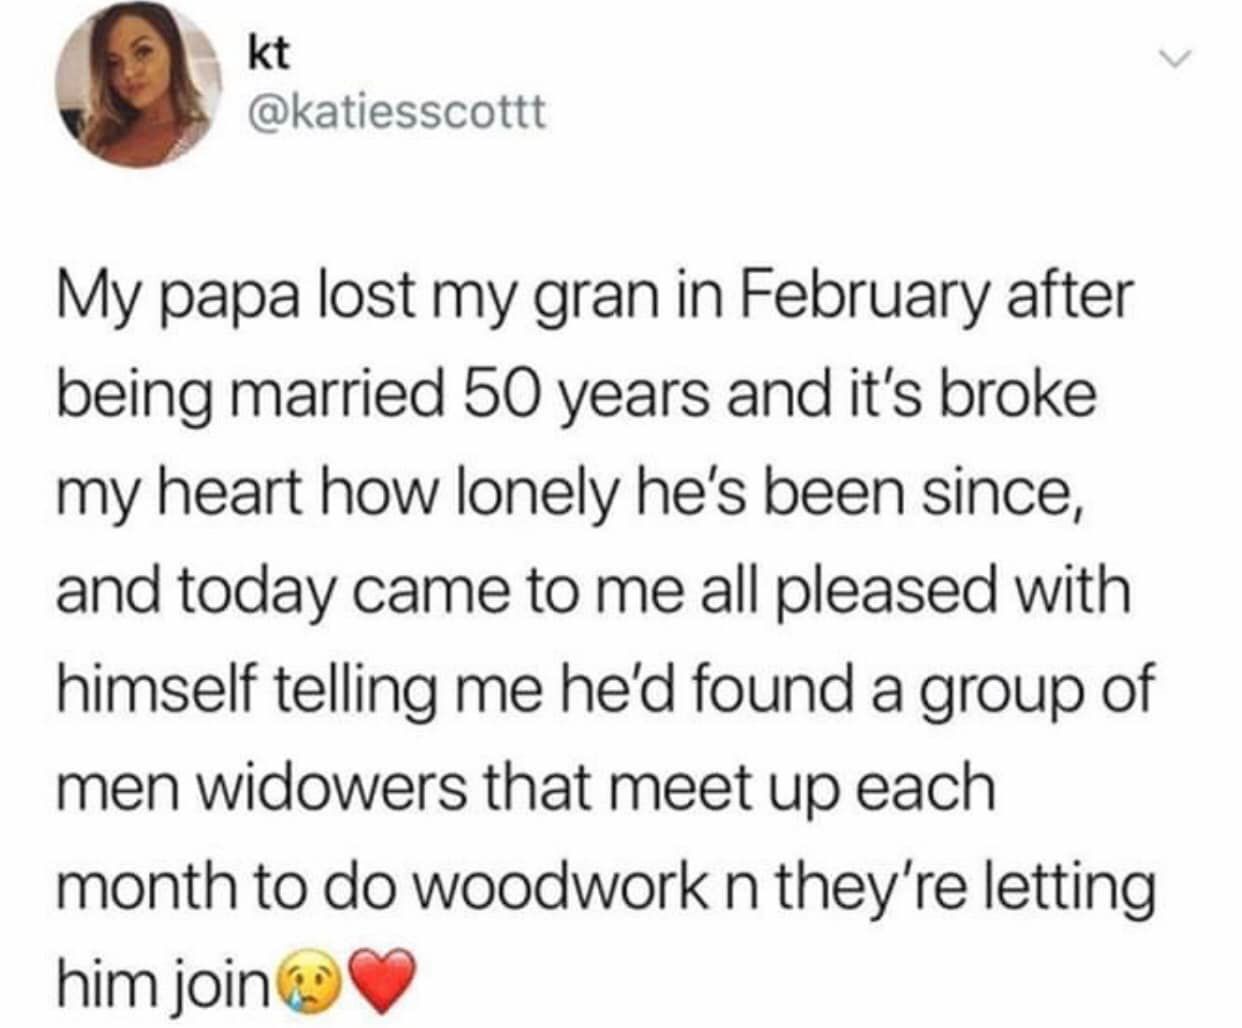 kt
@katiesscottt
My papa lost my gran in February after
being married 50 years and it's broke
my heart how lonely he's been since,
and today came to me all pleased with
himself telling me he'd found a group of
men widowers that meet up each
month to do woodwork n they're letting
him join😢❤️